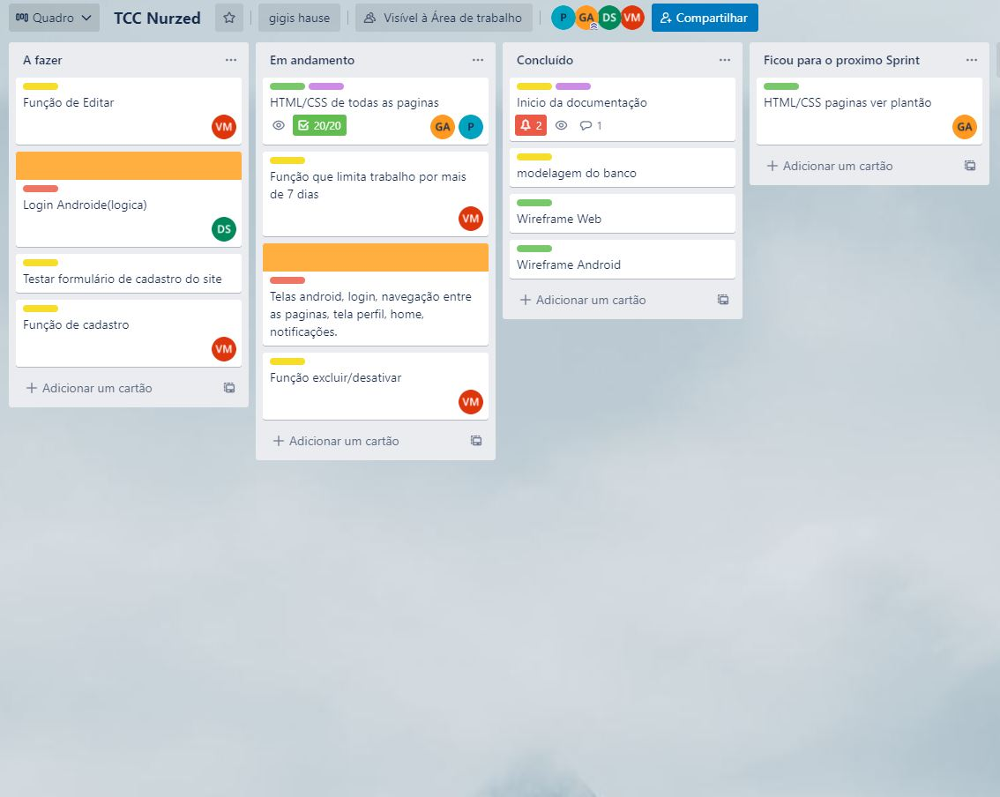 Quadro
TCC Nurzed
gigis hause
Visível à Área de trabalho
P
GA
DS
VM
Compartilhar
A fazer
Função de Editar
VM
Login Androide(logica)
DS
Testar formulário de cadastro do site
Função de cadastro
VM
Adicionar um cartão
Em andamento
HTML/CSS de todas as paginas
20/20
GA
P
Função que limita trabalho por mais
de 7 dias
VM
Telas android, login, navegação entre
as paginas, tela perfil, home,
notificações.
Função excluir/desativar
VM
Adicionar um cartão
Concluído
Inicio da documentação
2
1
modelagem do banco
Wireframe Web
Wireframe Android
Adicionar um cartão
Ficou para o proximo Sprint
HTML/CSS paginas ver plantão
GA
Adicionar um cartão